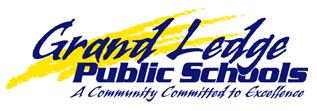 Grand Ledge
Public Schools
A Community Committed to Excellence